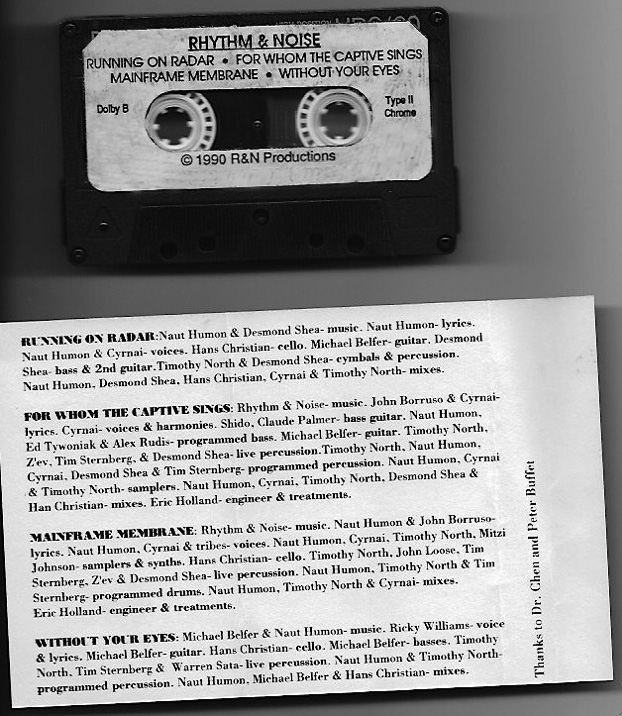 RHYTHM & NOISE
RUNNING ON RADAR • FOR WHOM THE CAPTIVE SINGS
MAINFRAME MEMBRANE • WITHOUT YOUR EYES
Dolby B
Type II
Chrome
© 1990 R&N Productions
RUNNING ON RADAR:Naut Humon & Desmond Shea- music. Naut Humon- lyrics.
Naut Humon & Cyrnai- voices. Hans Christian- cello. Michael Belfer- guitar. Desmond
Shea- bass & 2nd guitar.Timothy North & Desmond Shea- cymbals & percussion.
Naut Humon, Desmond Shea, Hans Christian, Cyrnai & Timothy North- mixes.
FOR WHOM THE CAPTIVE SINGS: Rhythm & Noise- music. John Borruso & Cyrnai-
lyrics. Cyrnai- voices & harmonies. Shido, Claude Palmer- bass guitar. Naut Humon,
Ed Tywoniak & Alex Rudis- programmed bass. Michael Belfer- guitar. Timothy North,
Z'ev, Tim Sternberg, & Desmond Shea- live percussion.Timothy North, Naut Humon,
Cyrnai, Desmond Shea & Tim Sternberg- programmed percussion. Naut Humon, Cyrnai
& Timothy North- samplers. Naut Humon, Cyrnai, Timothy North, Desmond Shea &
Han Christian- mixes. Eric Holland- engineer & treatments.
MAINFRAME MEMBRANE: Rhythm & Noise- music. Naut Humon & John Borruso-
lyrics. Naut Humon, Cyrnai & tribes- voices. Naut Humon, Cyrnai, Timothy North, Mitzi
Johnson- samplers & synths. Hans Christian- cello. Timothy North, John Loose, Tim
Sternberg, Z'ev & Desmond Shea-live percussion. Naut Humon, Timothy North & Tim
Sternberg- programmed drums. Naut Humon, Timothy North & Cyrnai- mixes.
Eric Holland- engineer & treatments.
WITHOUT YOUR EYES: Michael Belfer & Naut Humon- music. Ricky Williams- voice
& lyrics. Michael Belfer- guitar. Hans Christian- cello. Michael Belfer- basses. Timothy
North, Tim Sternberg & Warren Sata-live percussion. Naut Humon & Timothy North-
programmed percussion. Naut Humon, Michael Belfer & Hans Christian- mixes.
Thanks to Dr. Chen and Peter Buffet